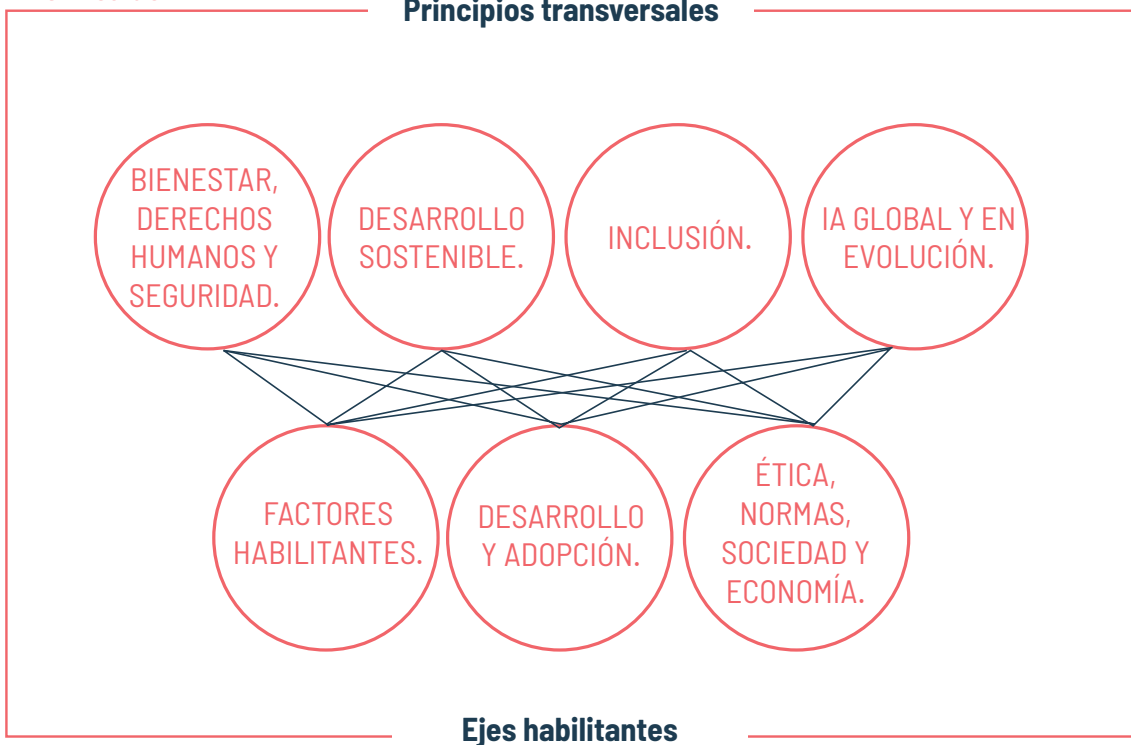 Principios transversales
BIENESTAR,
DERECHOS
HUMANOS Y
SEGURIDAD.
DESARROLLO
SOSTENIBLE.
INCLUSIÓN.
IA GLOBAL Y EN
EVOLUCIÓN.
FACTORES
HABILITANTES.
DESARROLLO
Y ADOPCIÓN.
ÉTICA,
NORMAS,
SOCIEDAD Y
ECONOMÍA.
Ejes habilitantes